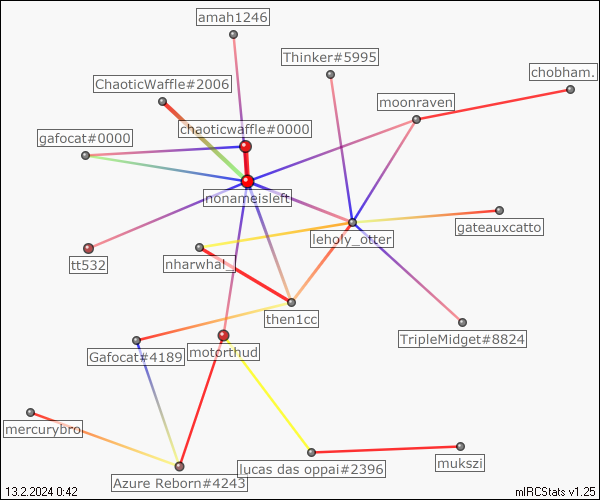 amah1246
Thinker#5995
chobham.
ChaoticWaffle#2006
moonraven
chaoticwaffle#0000
gafocat#0000
nonameisleft
gateauxcatto
leholy_otter
tt532
nharwhal_
then1cc
TripleMidget#8824
Gafocat#4189
motorthud
mercurybro
lucas das oppai#2396
mukszi
Azure Reborn#4243
13.2.2024 0:42
mIRCStats v1.25